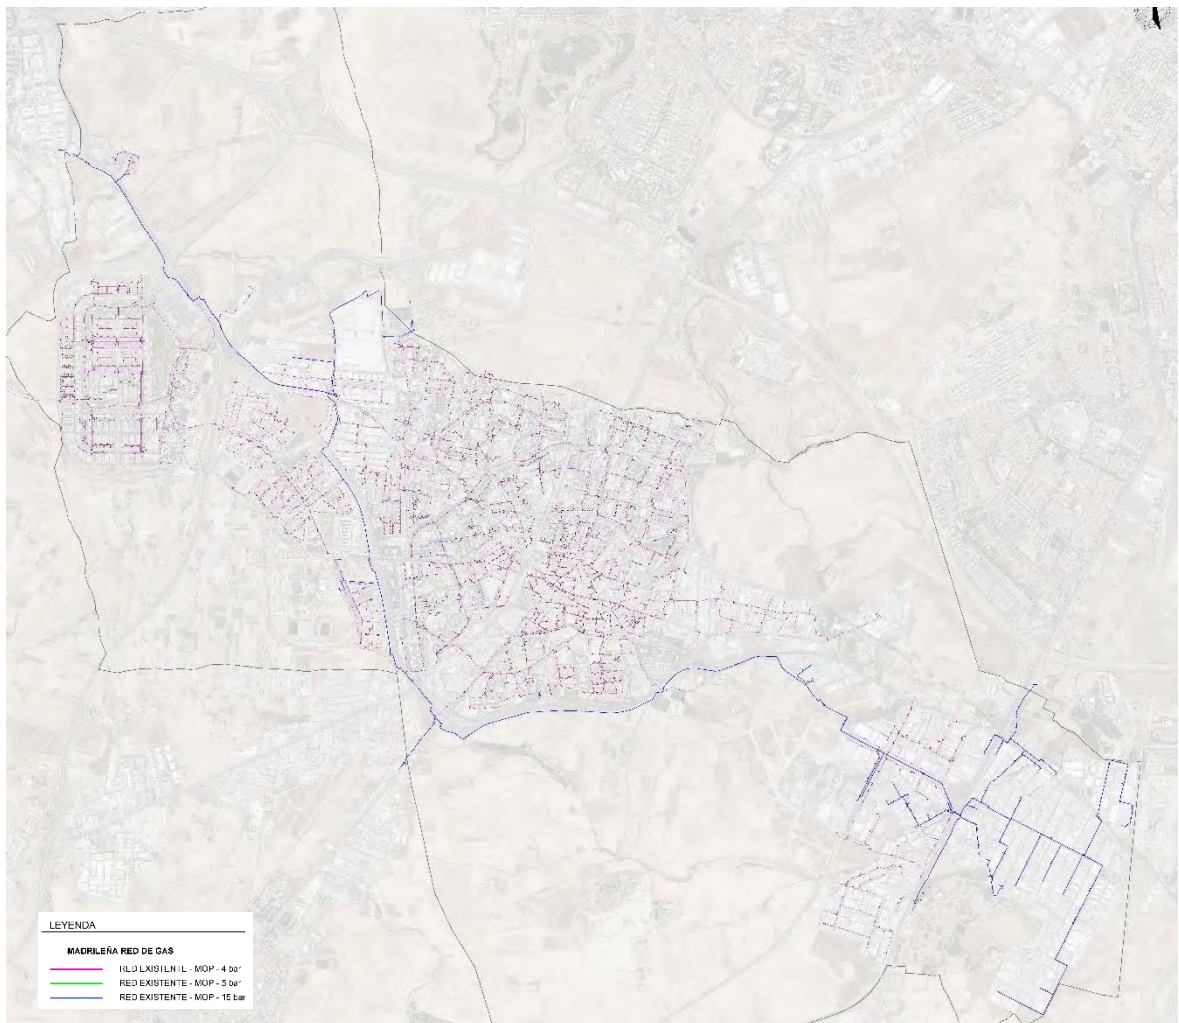 LEYENDA
MADRILEÑA RED DE GAS
RED EXISTENTE - MOP - 4 bar
RED EXISTENTE - MOP - 5 bar
RED EXISTENTE - MOP - 15 bar